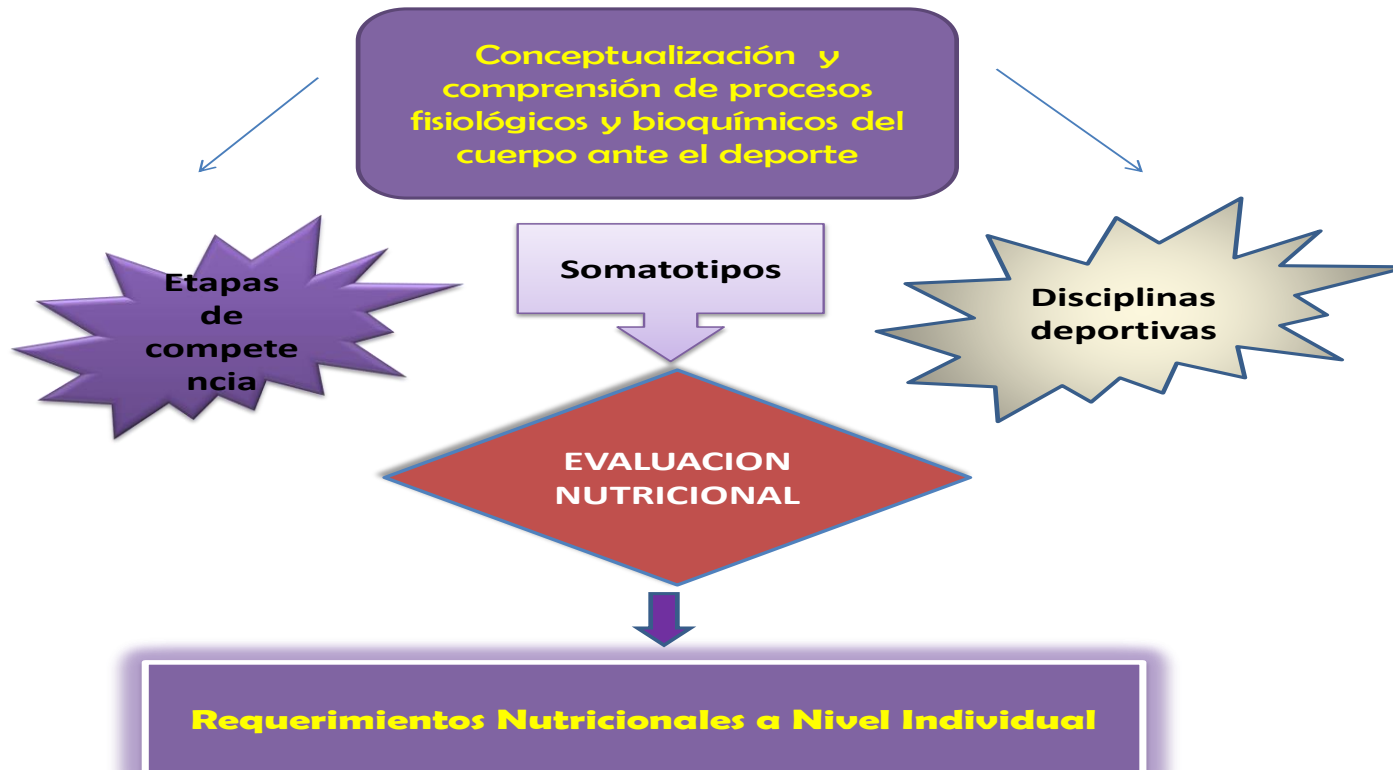 Conceptualización y
comprensión de procesos
fisiológicos y bioquímicos del
cuerpo ante el deporte
Etapas
de
compete
ncia
Somatotipos
Disciplinas
deportivas
EVALUACION
NUTRICIONAL
Requerimientos Nutricionales a Nivel Individual